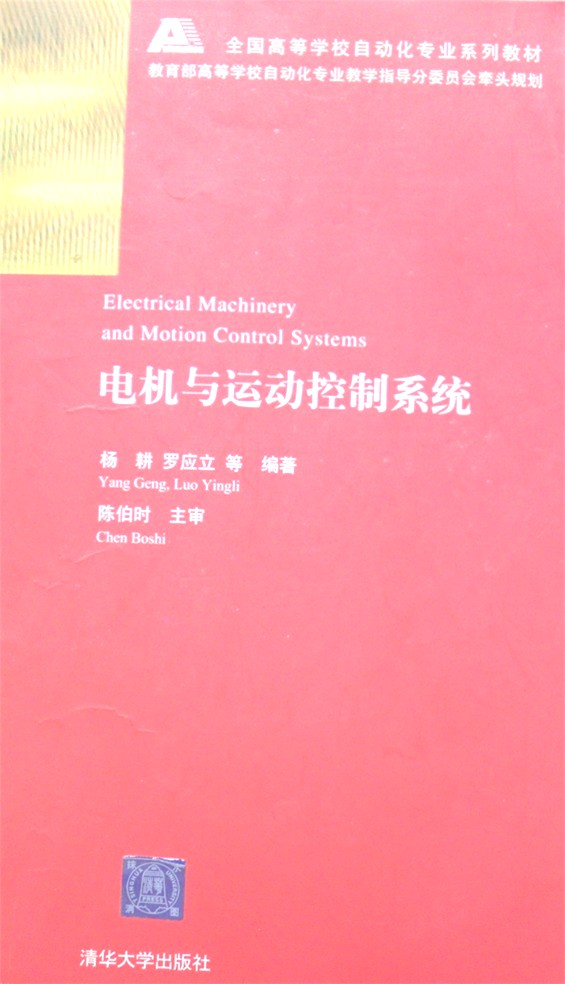 全国高等学校自动化专业系列教材
教育部高等学校自动化专业教学指导分委员会牵头规划
Electrical Machinery
and Motion Control Systems
电机与运动控制系统
杨 耕 罗应立 等 编著
Yang Geng, Luo Yingli
陈伯时 主审
Chen Boshi
TSINGHUA UNIVERSITY
PRESS
清华大学出版社